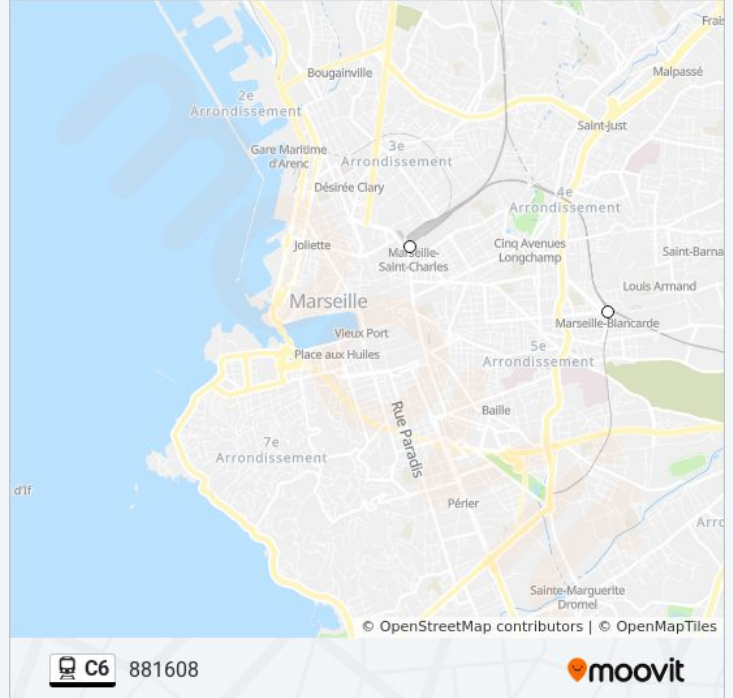 Frais
Bougainville
Malpassé
2e
Arrondissement
Saint-Just
3e
Arrondissement
Gare Maritime
d'Arenc
Désirée Clary
4e
Arrondissement
Joliette
Marseille-
Saint-Charles
Cinq Avenues
Longchamp
Saint-Barna
Louis Armand
Marseille
Marseille-Blancarde
Vieux Port
Place aux Huiles
5e
Arrondissement
Rue Paradis
Baille
7e
Arrondissement
d'If
Périer
Arro
Sainte-Marguerite
Dromel
© OpenStreetMap contributors | © OpenMapTiles
C6 881608
moovit